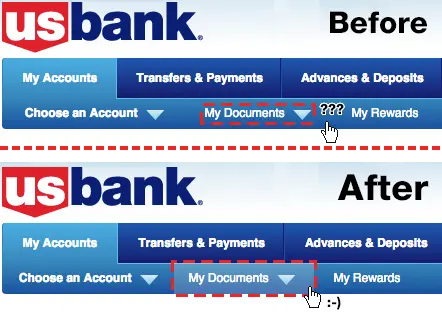 usbank® Before
My Accounts Transfers & Payments Advances & Deposits
Choose an Account My Documents ??? My Rewards
usbank® After
My Accounts Transfers & Payments Advances & Deposits
Choose an Account My Documents My Rewards
:-)